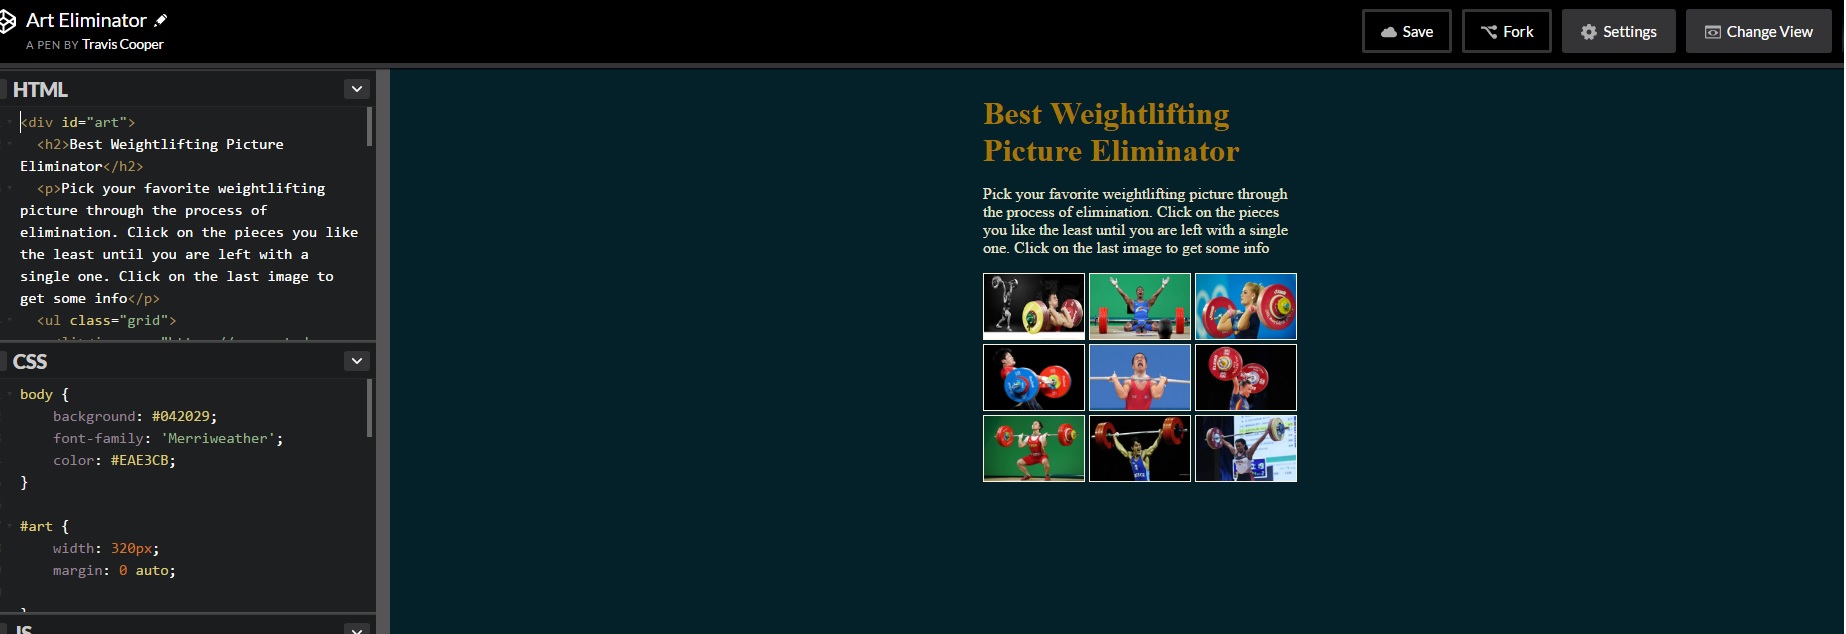 Art Eliminator
A PEN BY Travis Cooper
Save
Fork
Settings
Change View
HTML
<div id="art">
<h2>Best Weightlifting Picture
Eliminator</h2>
<p>Pick your favorite weightlifting
picture through the process of
elimination. Click on the pieces you like
the least until you are left with a
single one. Click on the last image to
get some info</p>
<ul class="grid">
CSS
body {
background: #042029;
font-family: 'Merriweather';
color: #EAE3CB;
}
#art {
width: 320px;
margin: 0 auto;
}
JS
Best Weightlifting
Picture Eliminator
Pick your favorite weightlifting picture through
the process of elimination. Click on the pieces
you like the least until you are left with a single
one. Click on the last image to get some info